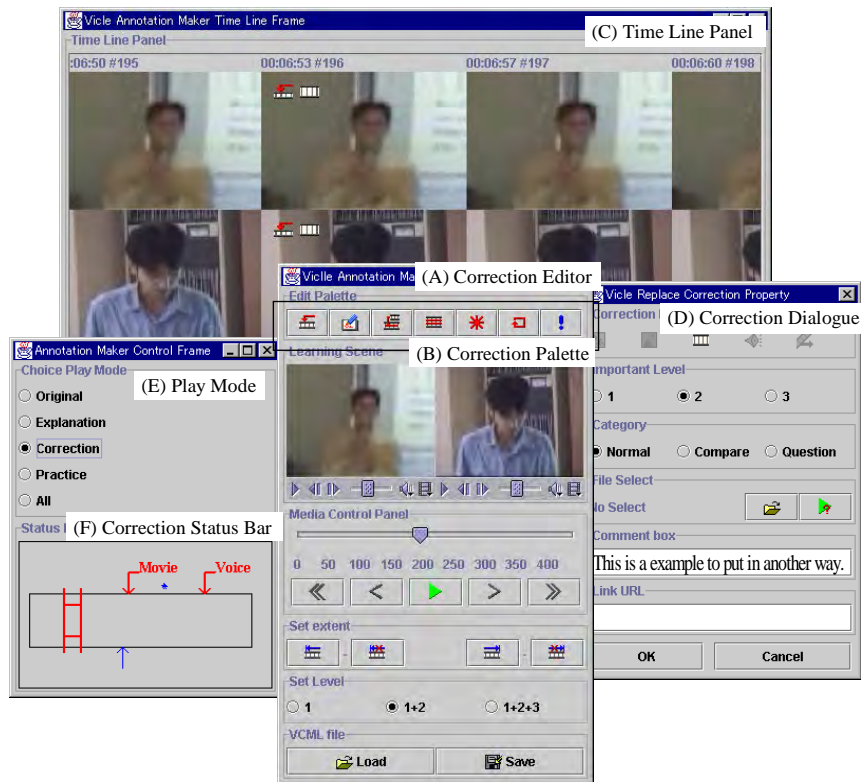 Vicle Annotation Maker Time Line Frame
Time Line Panel
(C) Time Line Panel
:06:50 #195 00:06:53 #196 00:06:57 #197 00:06:60 #198
Viclle Annotation Ma
(A) Correction Editor
Edit Palette
(B) Correction Palette
Learning Scene
Media Control Panel
0 50 100 150 200 250 300 350 400
Set extent
-
-
Set Level
1 1+2 1+2+3
VCML file
Load Save
Annotation Maker Control Frame
Choice Play Mode
(E) Play Mode
Original
Explanation
Correction
Practice
All
Status
(F) Correction Status Bar
Movie Voice
Vicle Replace Correction Property
Correction
(D) Correction Dialogue
Important Level
1 2 3
Category
Normal Compare Question
File Select
No Select
Comment box
This is a example to put in another way.
Link URL
OK Cancel